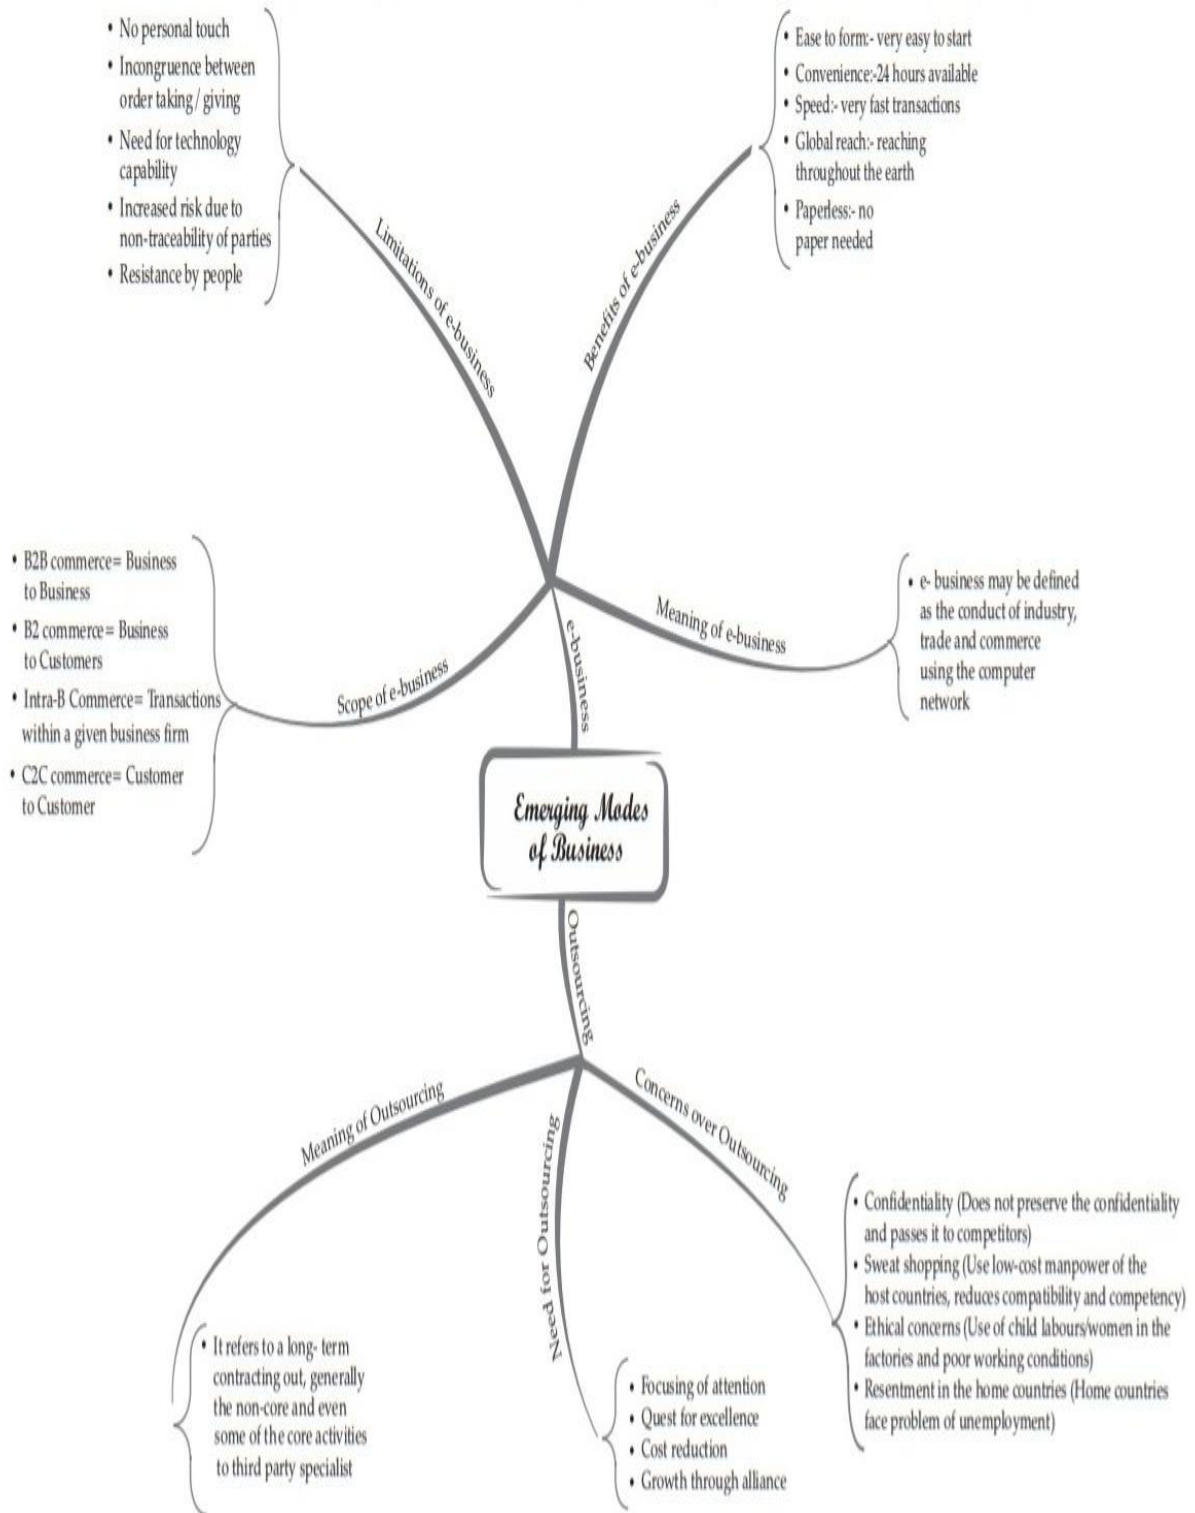 • No personal touch
• Incongruence between
order taking / giving
• Need for technology
capability
• Increased risk due to
non-traceability of parties
• Resistance by people
Limitations of e-business
• Ease to form:- very easy to start
• Convenience:-24 hours available
• Speed:- very fast transactions
• Global reach:- reaching
throughout the earth
• Paperless:- no
paper needed
Benefits of e-business
• B2B commerce= Business
to Business
• B2 commerce= Business
to Customers
• Intra-B Commerce= Transactions
within a given business firm
• C2C commerce= Customer
to Customer
Scope of e-business
e-business
Meaning of e-business
• e- business may be defined
as the conduct of industry,
trade and commerce
using the computer
network
Emerging Modes
of Business
Outsourcing
Meaning of Outsourcing
• It refers to a long- term
contracting out, generally
the non-core and even
some of the core activities
to third party specialist
Need for Outsourcing
• Focusing of attention
• Quest for excellence
• Cost reduction
• Growth through alliance
Concerns over Outsourcing
• Confidentiality (Does not preserve the confidentiality
and passes it to competitors)
• Sweat shopping (Use low-cost manpower of the
host countries, reduces compatibility and competency)
• Ethical concerns (Use of child labours/women in the
factories and poor working conditions)
• Resentment in the home countries (Home countries
face problem of unemployment)